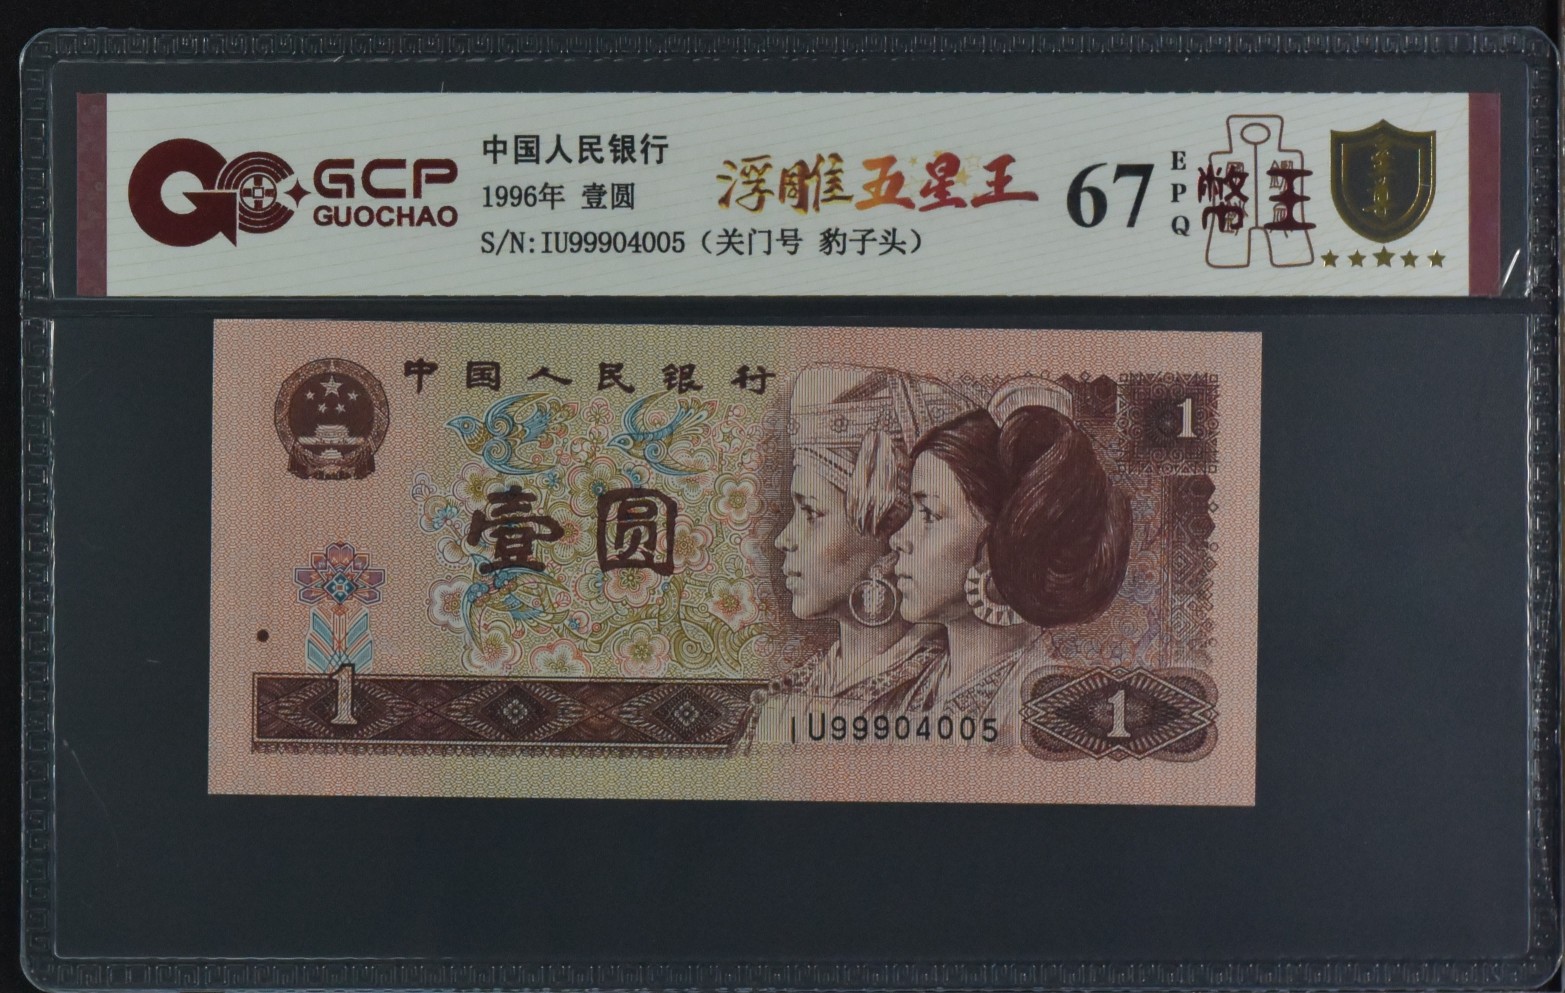 GCP
GUOCHAO
中国人民银行
1996年 壹圆
S/N:IU99904005（关门号 豹子头）
浮雕五星王
67
EPQ
中国人民银行
1
壹圆
1
IU99904005
1